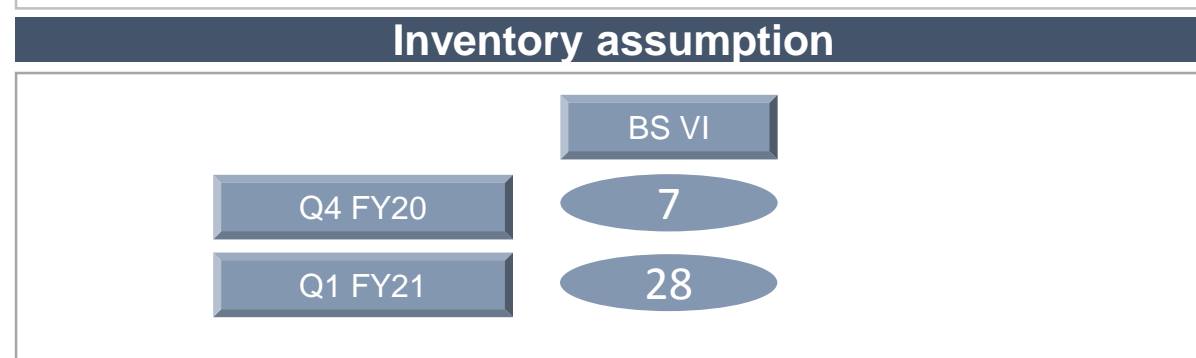 Inventory assumption
BS VI
Q4 FY20 7
Q1 FY21 28